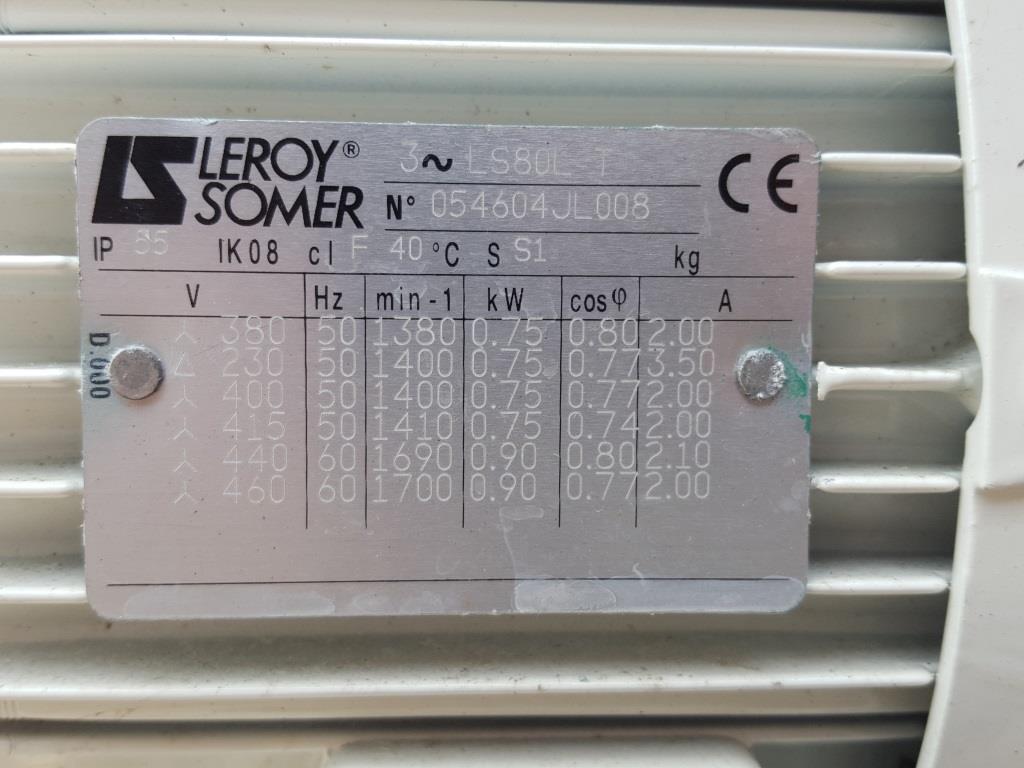 LEROY® SOMER
3~ LS80L T
CE
N° 054604JL008
IP 55 IK08 cl F 40°C S S1 kg
V Hz min-1 kW cosφ A
⅄ 380 50 1380 0.75 0.80 2.00
Δ 230 50 1400 0.75 0.77 3.50
⅄ 400 50 1400 0.75 0.77 2.00
⅄ 415 50 1410 0.75 0.74 2.00
⅄ 440 60 1690 0.90 0.80 2.10
⅄ 460 60 1700 0.90 0.77 2.00
D.000